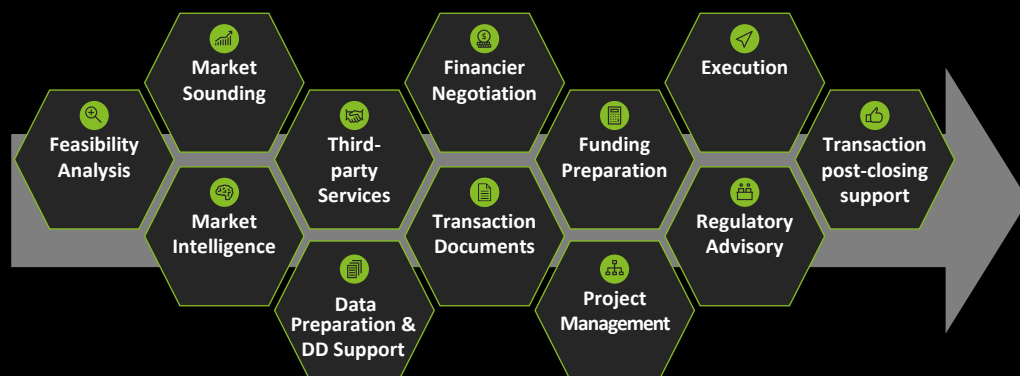 Feasibility
Analysis
Market
Sounding
Market
Intelligence
Third-
party
Services
Data
Preparation &
DD Support
Financier
Negotiation
Transaction
Documents
Funding
Preparation
Project
Management
Execution
Regulatory
Advisory
Transaction
post-closing
support